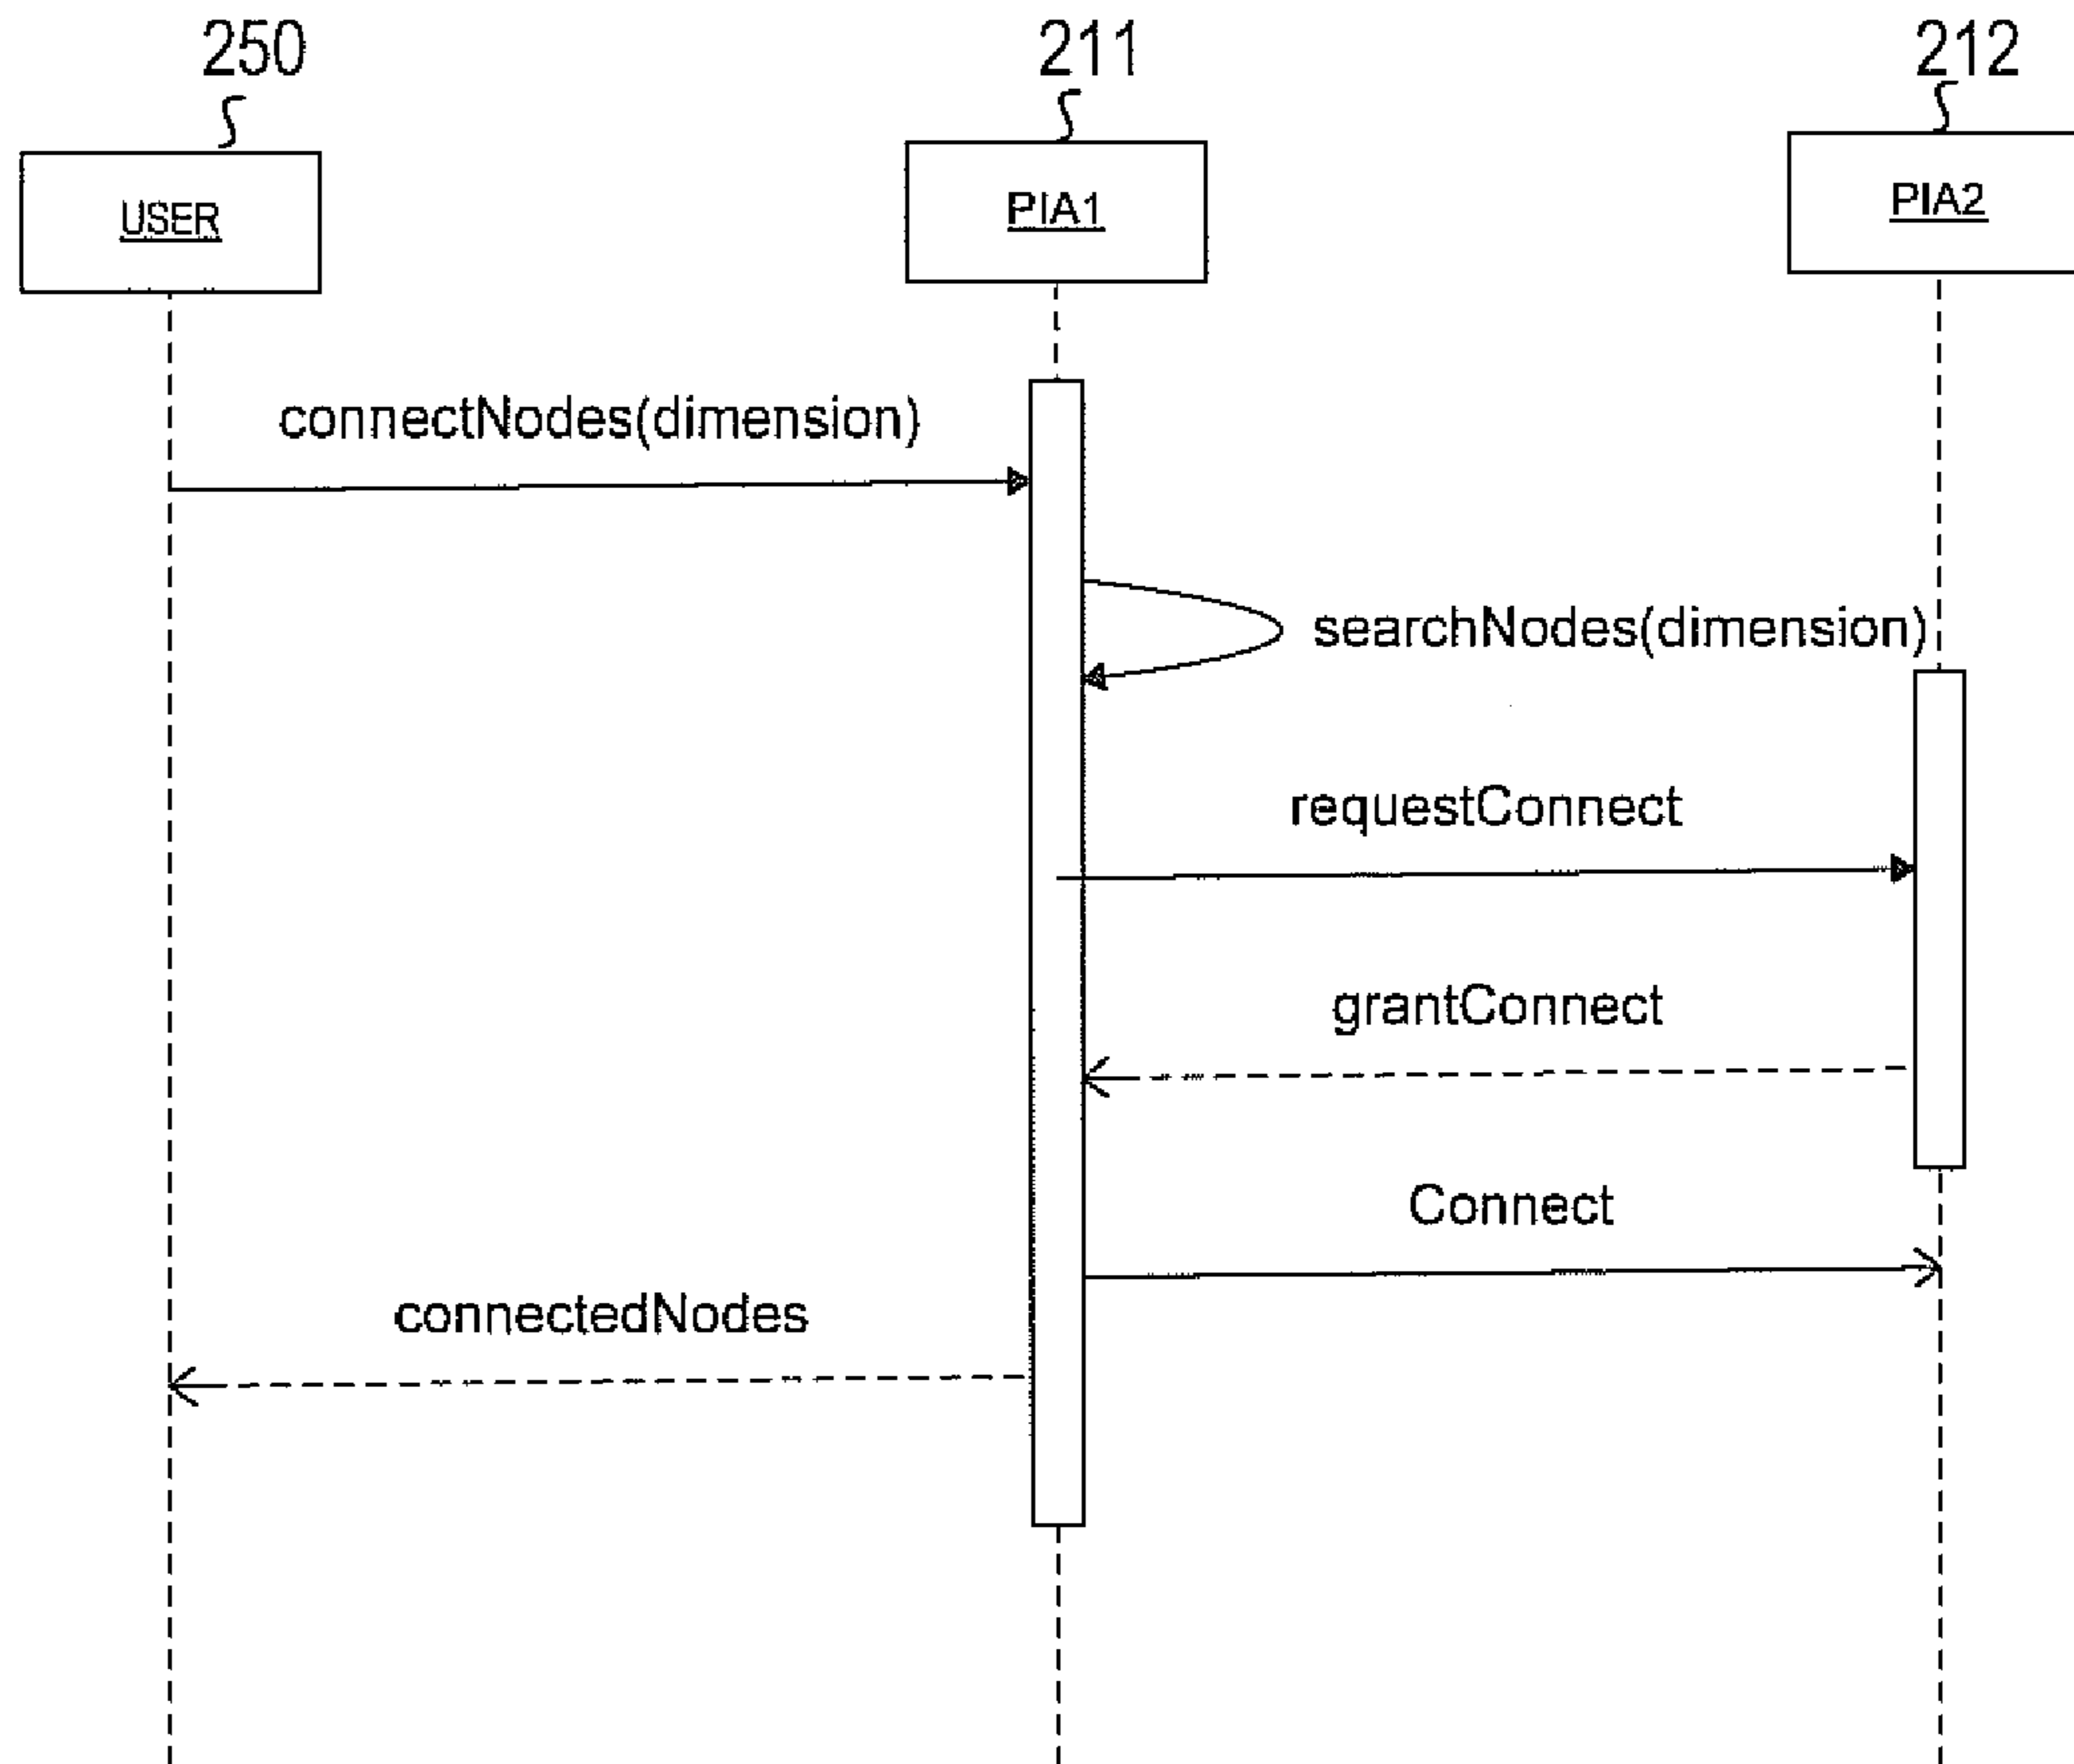 250
211
212
USER
PIA1
PIA2
connectNodes(dimension)
searchNodes(dimension)
requestConnect
grantConnect
Connect
connectedNodes